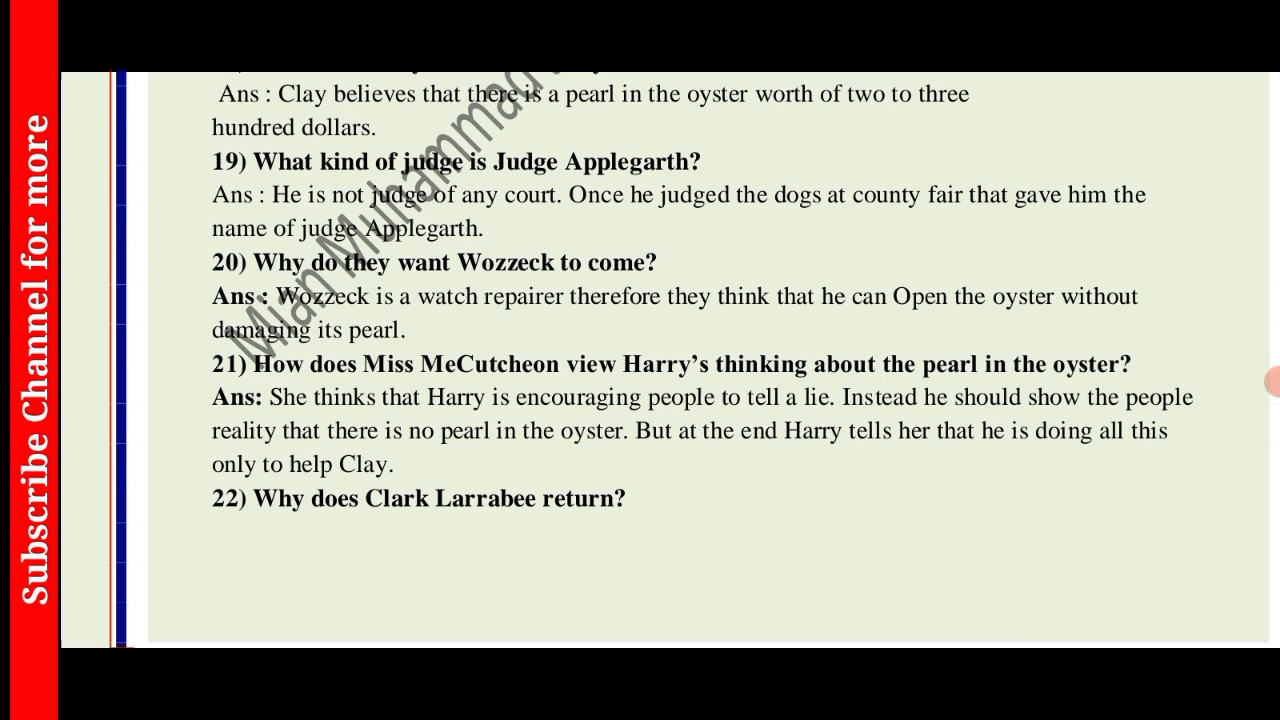 Subscribe Channel for more
Ans : Clay believes that there is a pearl in the oyster worth of two to three
hundred dollars.
19) What kind of judge is Judge Applegarth?
Ans : He is not judge of any court. Once he judged the dogs at county fair that gave him the
name of judge Applegarth.
20) Why do they want Wozzeck to come?
Ans : Wozzeck is a watch repairer therefore they think that he can Open the oyster without
damaging its pearl.
21) How does Miss MeCutcheon view Harry’s thinking about the pearl in the oyster?
Ans: She thinks that Harry is encouraging people to tell a lie. Instead he should show the people
reality that there is no pearl in the oyster. But at the end Harry tells her that he is doing all this
only to help Clay.
22) Why does Clark Larrabee return?
Mian Muhammad